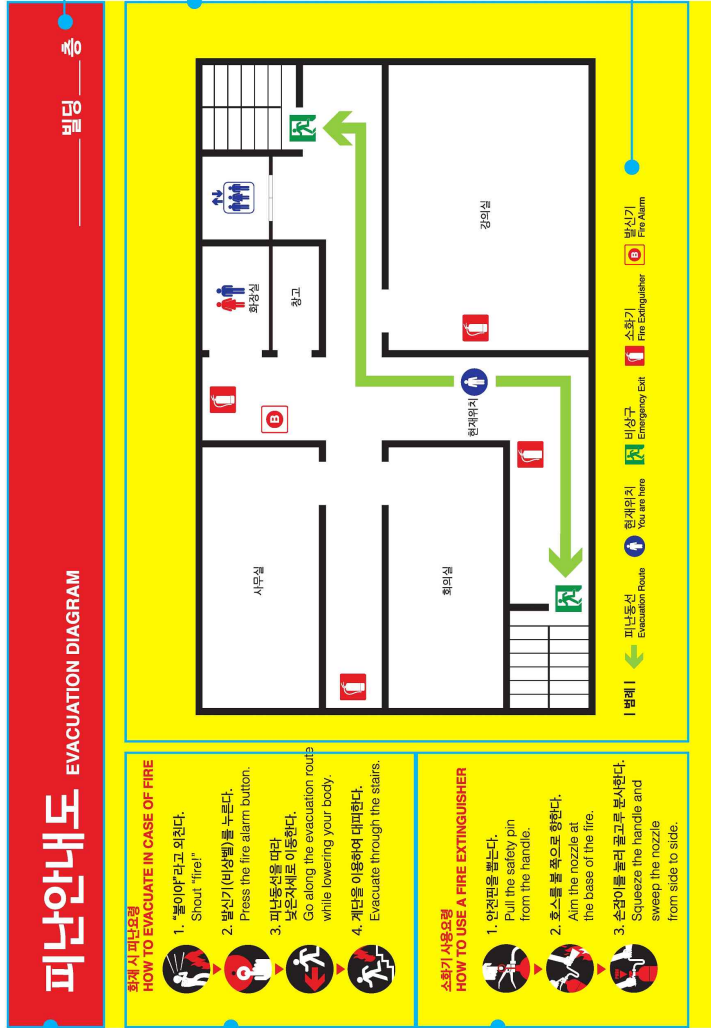 피난안내도 EVACUATION DIAGRAM
빌딩 층
화재 시 피난요령
HOW TO EVACUATE IN CASE OF FIRE
1. “불이야”라고 외친다.
Shout “fire!”
2. 발신기(비상벨)를 누른다.
Press the fire alarm button.
3. 피난동선을 따라
낮은자세로 이동한다.
Go along the evacuation route
while lowering your body.
4. 계단을 이용하여 대피한다.
Evacuate through the stairs.
소화기 사용요령
HOW TO USE A FIRE EXTINGUISHER
1. 안전핀을 뽑는다.
Pull the safety pin
from the handle.
2. 호스를 불 쪽으로 향한다.
Aim the nozzle at
the base of the fire.
3. 손잡이를 눌러 골고루 분사한다.
Squeeze the handle and
sweep the nozzle
from side to side.
사무실
B
화장실
창고
회의실
현재위치
강의실
| 범례 |
피난동선
Evacuation Route
현재위치
You are here
비상구
Emergency Exit
소화기
Fire Extinguisher
B
발신기
Fire Alarm